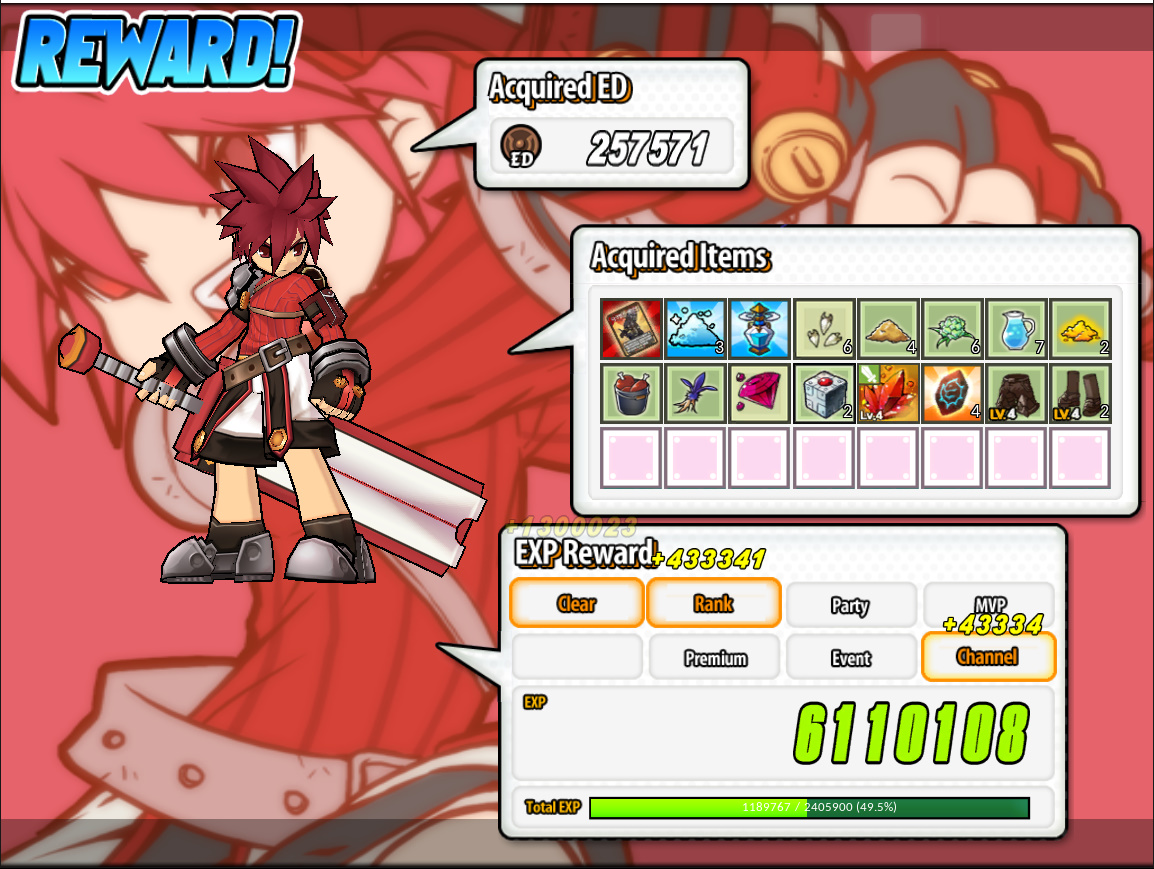 REWARD!
Acquired ED
ED 257571
Acquired Items
3 6 4 6 7 2
2 Lv.4 4 LV.4 LV.4 2
+1300023
EXP Reward +433341
Clear Rank Party MVP
+43334
Premium Event Channel
EXP
6110108
Total EXP 1189767 / 2405900 (49.5%)